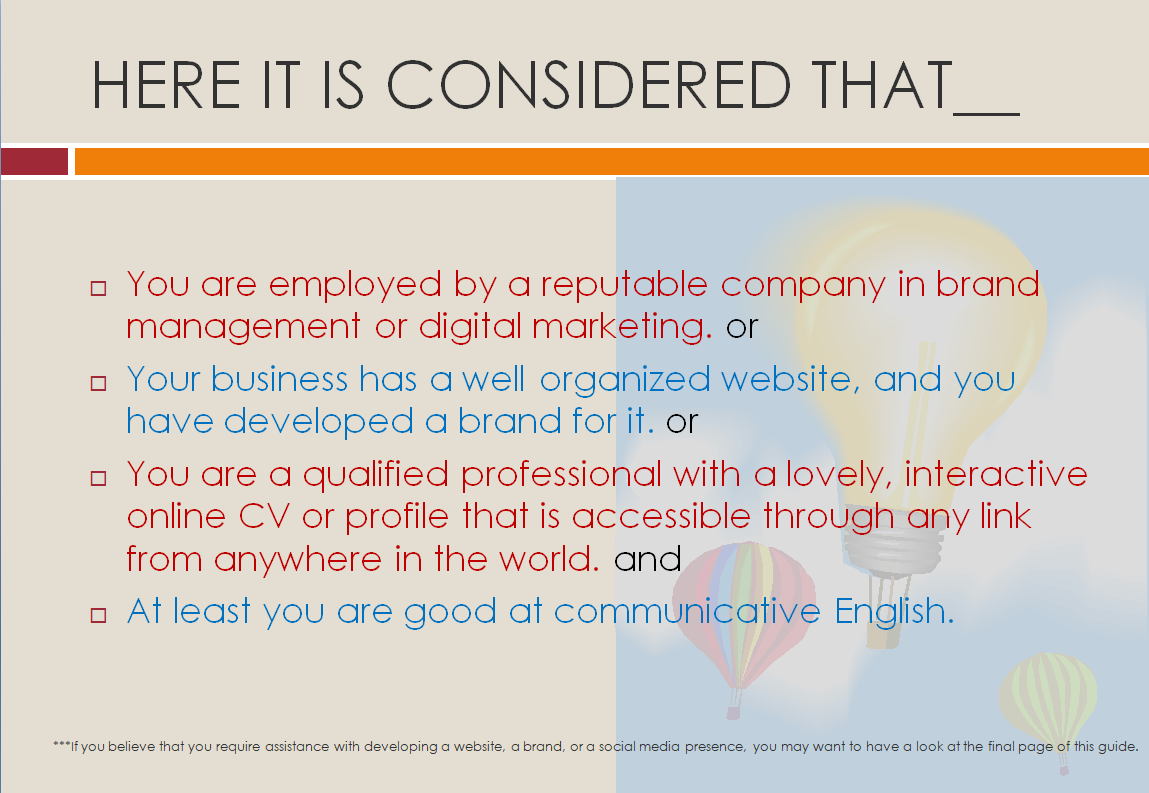 HERE IT IS CONSIDERED THAT__
You are employed by a reputable company in brand
management or digital marketing. or
Your business has a well organized website, and you
have developed a brand for it. or
You are a qualified professional with a lovely, interactive
online CV or profile that is accessible through any link
from anywhere in the world. and
At least you are good at communicative English.
***If you believe that you require assistance with developing a website, a brand, or a social media presence, you may want to have a look at the final page of this guide.